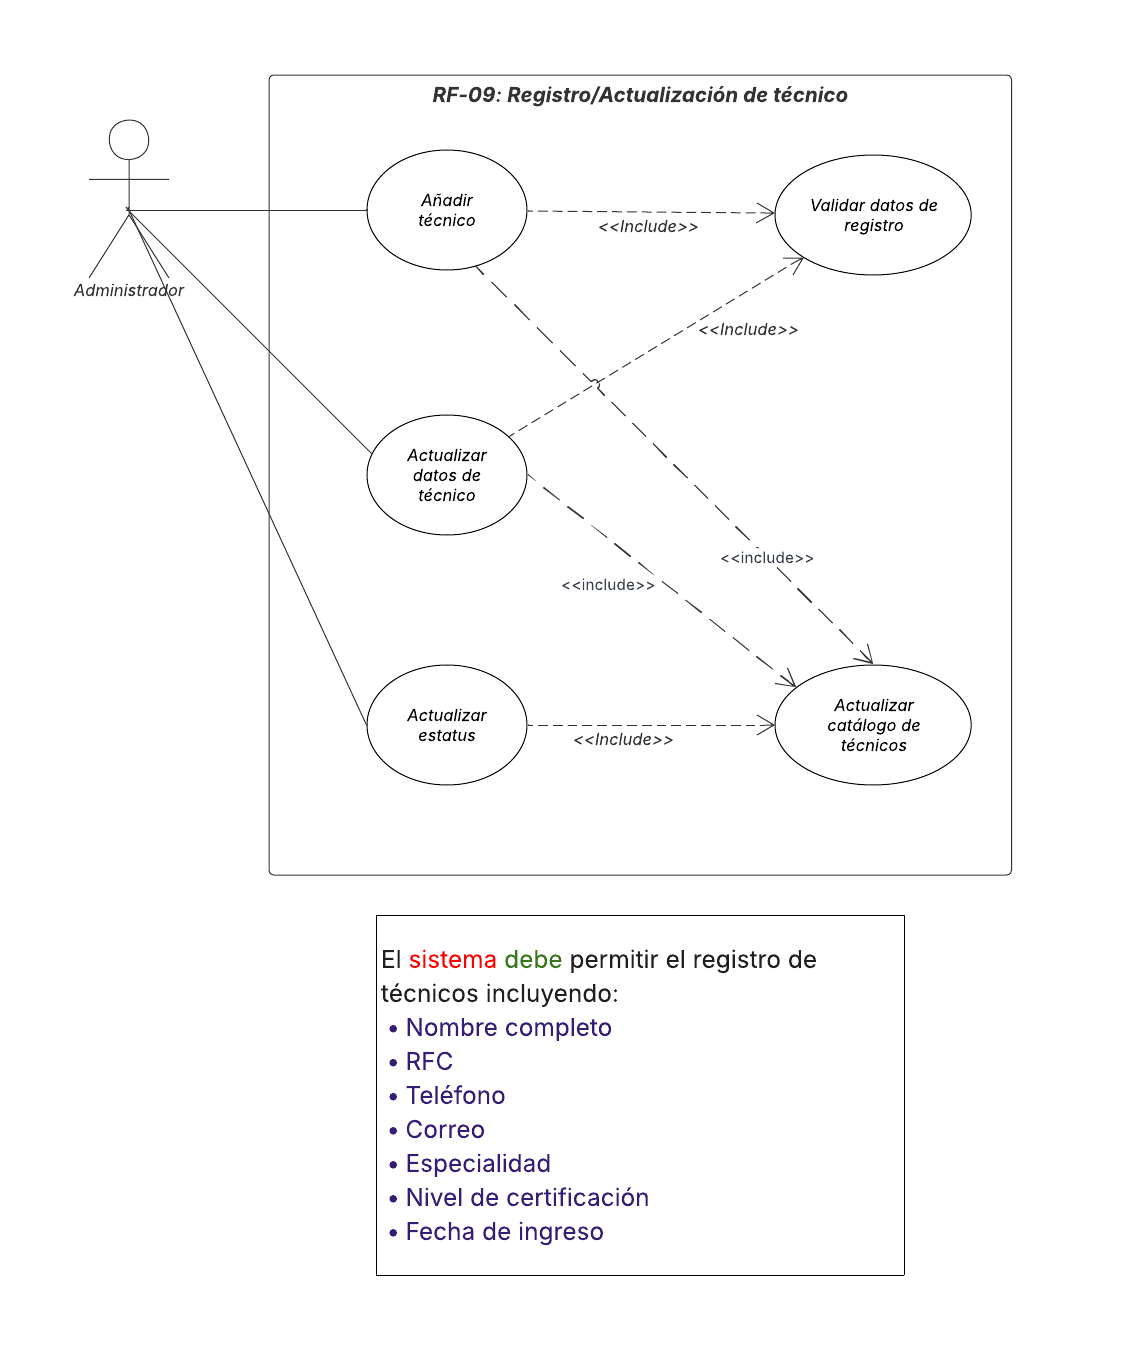 RF-09: Registro/Actualización de técnico
Añadir
técnico
Validar datos de
registro
<<Include>>
Administrador
<<Include>>
Actualizar
datos de
técnico
<<include>>
<<include>>
Actualizar
estatus
<<Include>>
Actualizar
catálogo de
técnicos
El sistema debe permitir el registro de
técnicos incluyendo:
• Nombre completo
• RFC
• Teléfono
• Correo
• Especialidad
• Nivel de certificación
• Fecha de ingreso